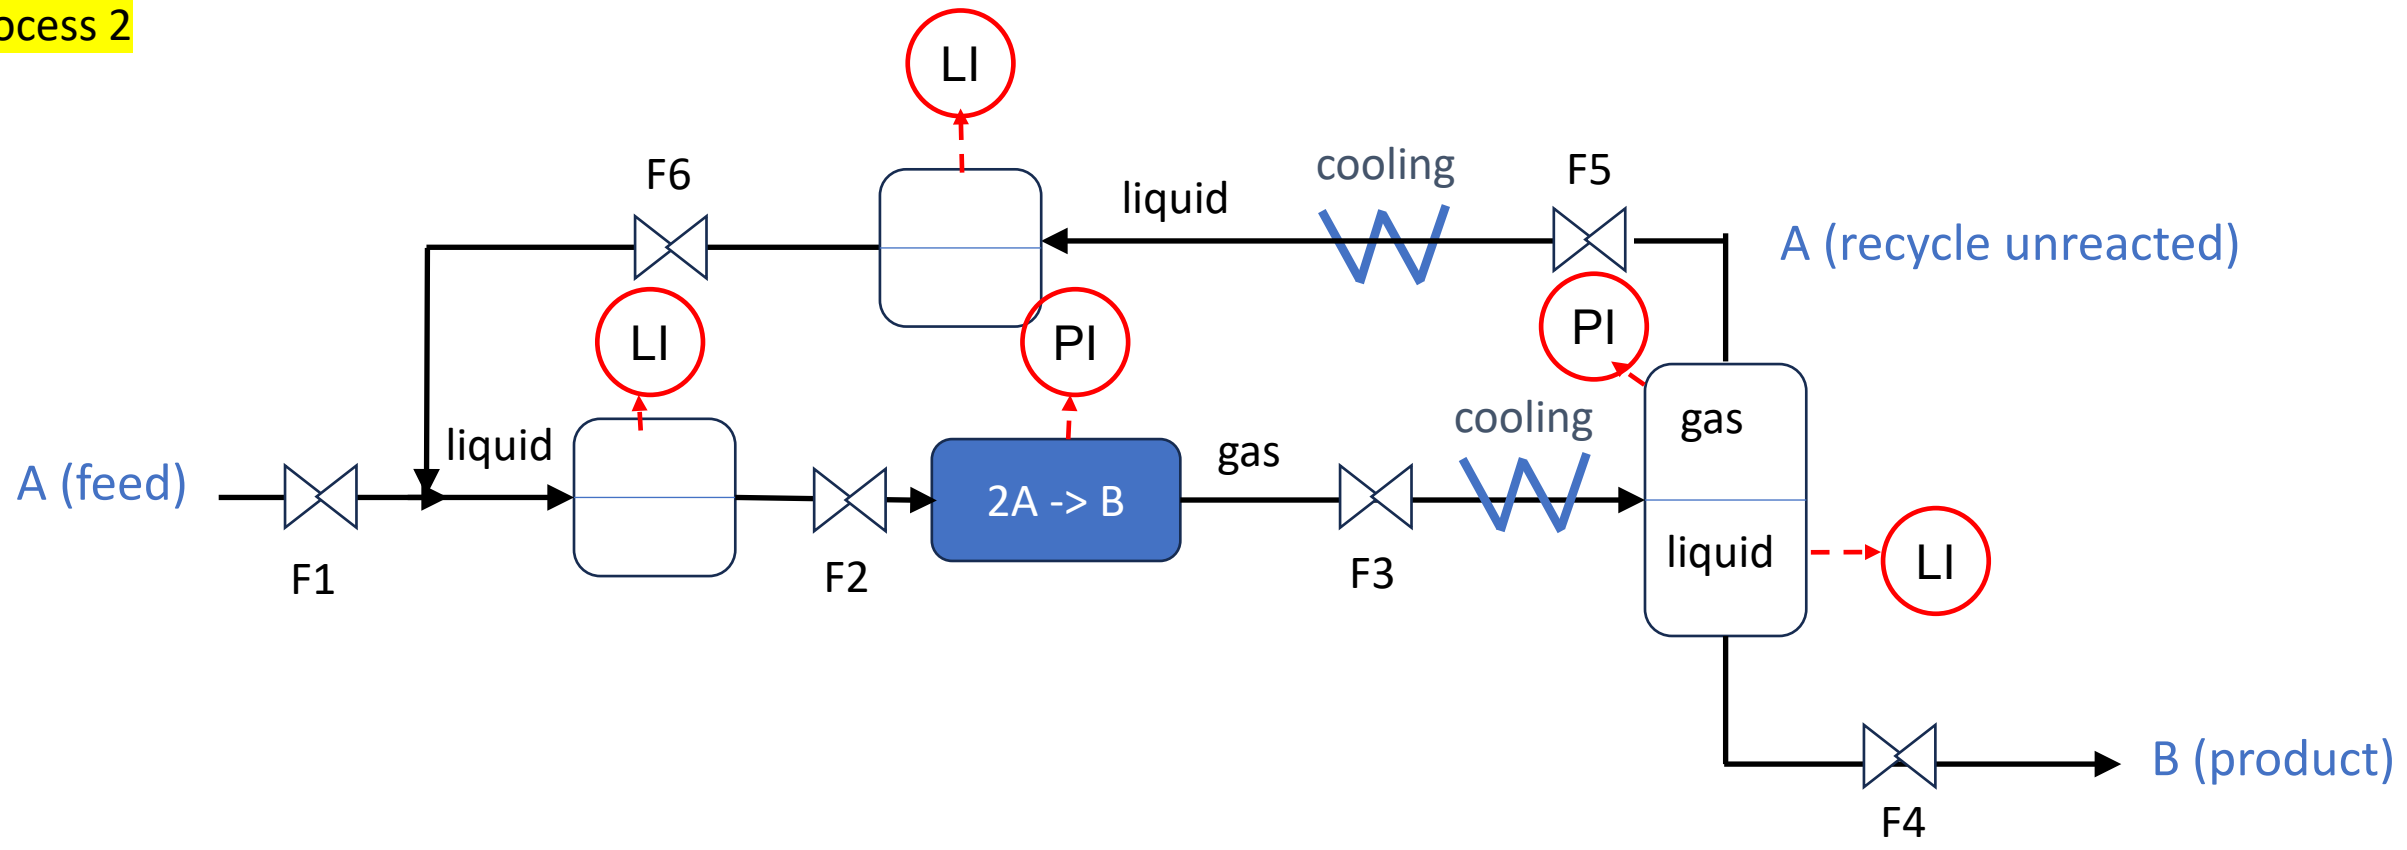 ocess 2
LI
F6
liquid
cooling
F5
A (recycle unreacted)
LI
PI
PI
A (feed)
liquid
2A -> B
gas
cooling
gas
liquid
LI
F1
F2
F3
B (product)
F4